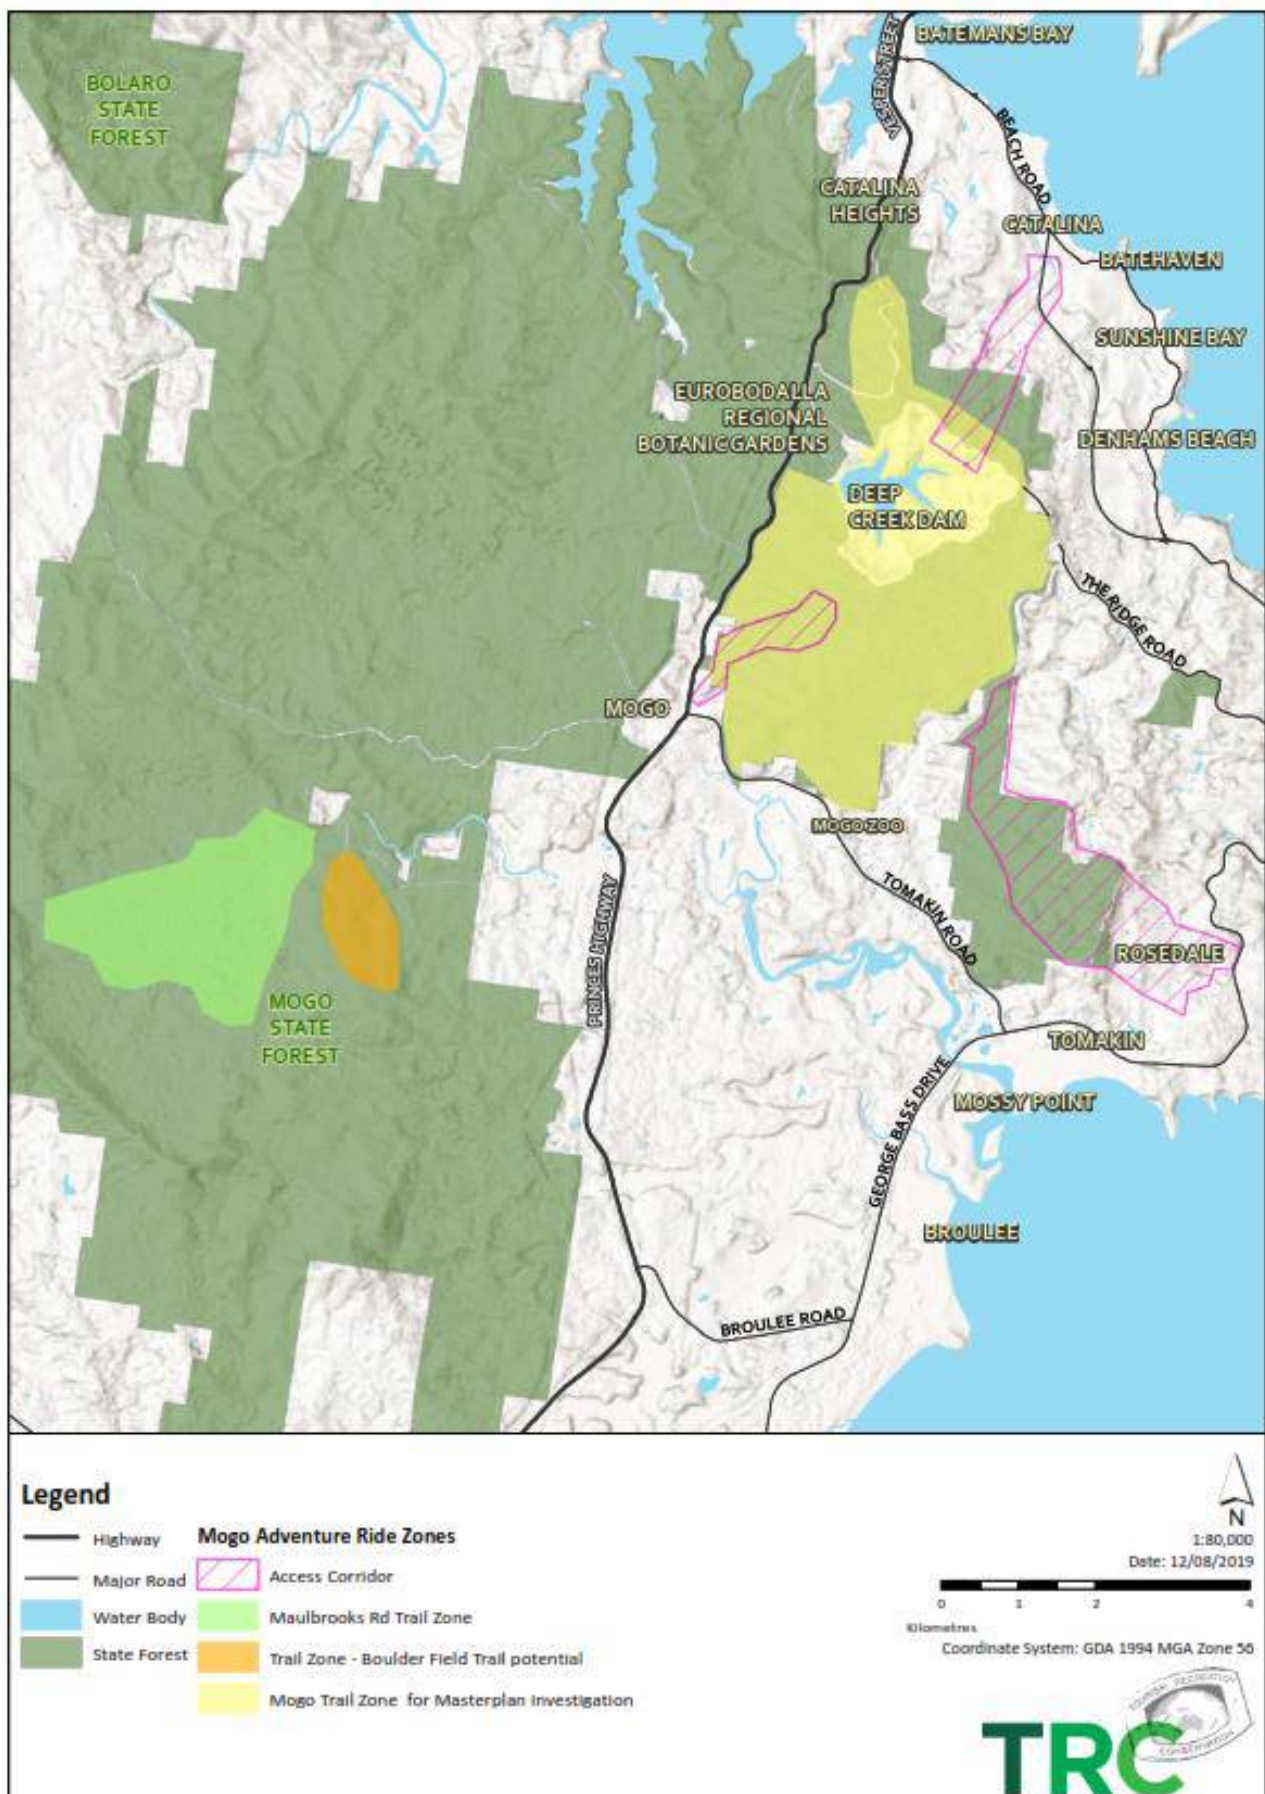 BATEMANS BAY
VESPER STREET
BOLARO
STATE
FOREST
BEACH ROAD
CATALINA
HEIGHTS
CATALINA
BATEHAVEN
SUNSHINE BAY
EUROBODALLA
REGIONAL
BOTANIC GARDENS
DENHAMS BEACH
DEEP
CREEK DAM
THE RIDGE ROAD
MOGO
MOGO ZOO
TOMAKIN ROAD
PRINCES HIGHWAY
ROSEDALE
MOGO
STATE
FOREST
TOMAKIN
GEORGE BASS DRIVE
MOSSY POINT
BROULEE
BROULEE ROAD
Legend
Highway
Major Road
Water Body
State Forest
Mogo Adventure Ride Zones
Access Corridor
Maulbrooks Rd Trail Zone
Trail Zone - Boulder Field Trail potential
Mogo Trail Zone for Masterplan Investigation
N
1:80,000
Date: 12/08/2019
0 1 2 4
Kilometres
Coordinate System: GDA 1994 MGA Zone 56
TOURISM RECREATION
CONSERVATION
TRC